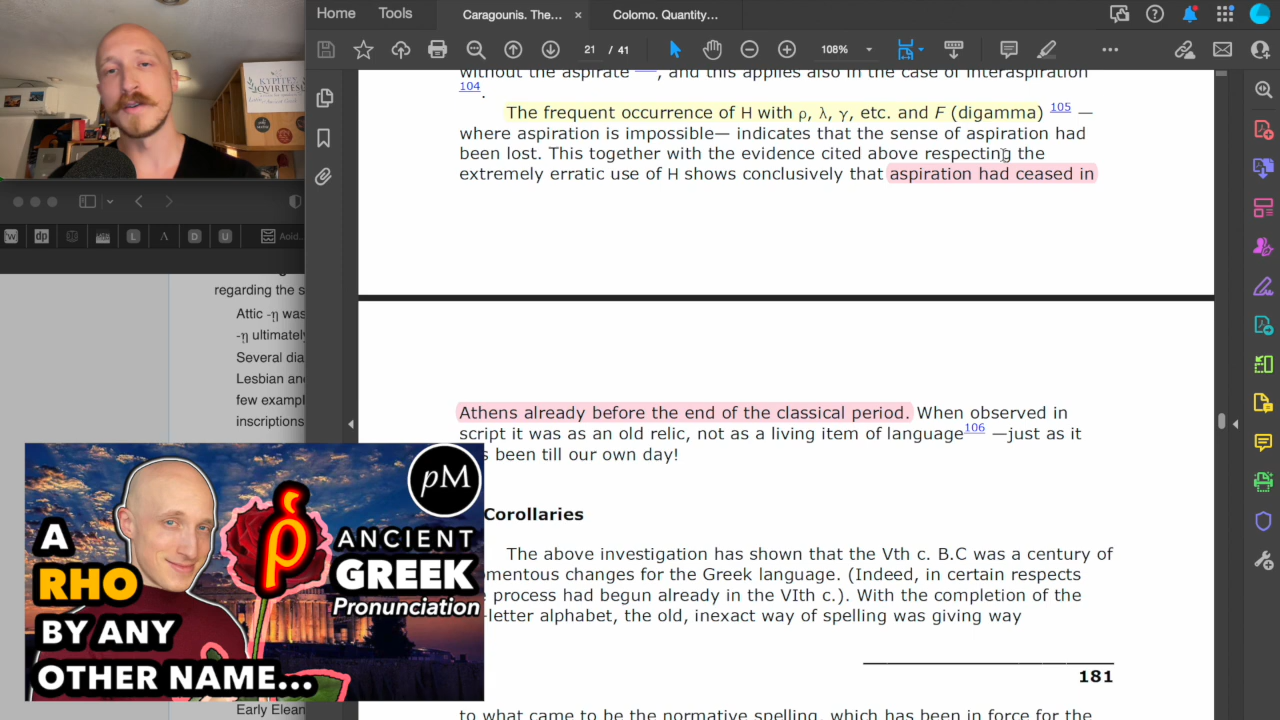 Home
Tools
Caragounis. The...
×
Colomo. Quantity...
21 / 41
108%
without the aspirate , and this applies also in the case of interaspiration
104.
The frequent occurrence of H with ρ, λ, γ, etc. and F (digamma) 105 —
where aspiration is impossible— indicates that the sense of aspiration had
been lost. This together with the evidence cited above respecting the
extremely erratic use of H shows conclusively that aspiration had ceased in
Athens already before the end of the classical period. When observed in
script it was as an old relic, not as a living item of language106 —just as it
been till our own day!
Corollaries
The above investigation has shown that the Vth c. B.C was a century of
omentous changes for the Greek language. (Indeed, in certain respects
process had begun already in the VIth c.). With the completion of the
-letter alphabet, the old, inexact way of spelling was giving way
181
to what came to be the normative spelling, which has been in force for the
ΚΥΡΙΤΕΣ
QVIRITES
W
dp
L
Λ
D
U
Aoid...
regarding the s
Attic -η was
-η ultimately
Several dia
Lesbian an
few exampl
inscriptions
A
RHO
BY ANY
OTHER NAME...
ῥ
pM
ANCIENT
GREEK
Pronunciation
Early Elean